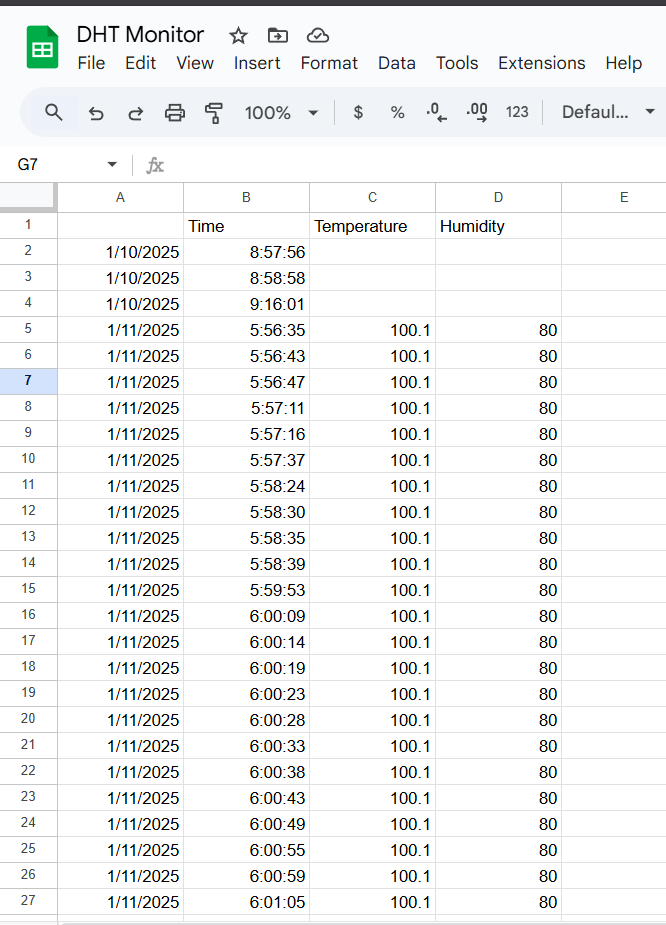 DHT Monitor
File Edit View Insert Format Data Tools Extensions Help
100% $ % .0 .00 123 Defaul...
G7 fx
A B C D E
1 Time Temperature Humidity
2 1/10/2025 8:57:56
3 1/10/2025 8:58:58
4 1/10/2025 9:16:01
5 1/11/2025 5:56:35 100.1 80
6 1/11/2025 5:56:43 100.1 80
7 1/11/2025 5:56:47 100.1 80
8 1/11/2025 5:57:11 100.1 80
9 1/11/2025 5:57:16 100.1 80
10 1/11/2025 5:57:37 100.1 80
11 1/11/2025 5:58:24 100.1 80
12 1/11/2025 5:58:30 100.1 80
13 1/11/2025 5:58:35 100.1 80
14 1/11/2025 5:58:39 100.1 80
15 1/11/2025 5:59:53 100.1 80
16 1/11/2025 6:00:09 100.1 80
17 1/11/2025 6:00:14 100.1 80
18 1/11/2025 6:00:19 100.1 80
19 1/11/2025 6:00:23 100.1 80
20 1/11/2025 6:00:28 100.1 80
21 1/11/2025 6:00:33 100.1 80
22 1/11/2025 6:00:38 100.1 80
23 1/11/2025 6:00:43 100.1 80
24 1/11/2025 6:00:49 100.1 80
25 1/11/2025 6:00:55 100.1 80
26 1/11/2025 6:00:59 100.1 80
27 1/11/2025 6:01:05 100.1 80